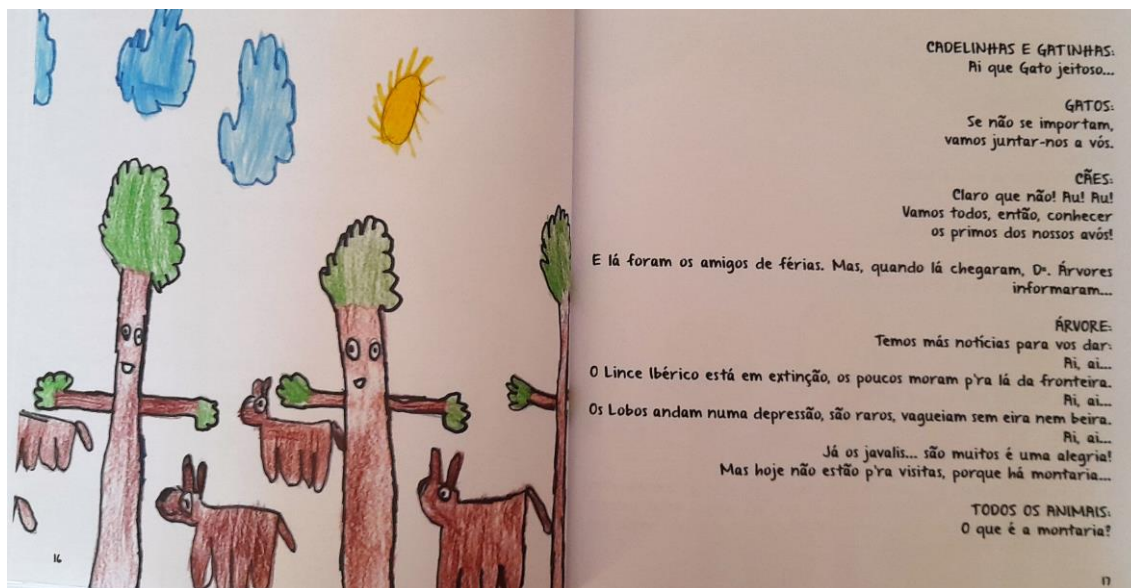 16
CADELINHAS E GATINHAS:
Ai que Gato jeitoso...
GATOS:
Se não se importam,
vamos juntar-nos a vós.
CÃES:
Claro que não! Au! Au!
Vamos todos, então, conhecer
os primos dos nossos avós!
E lá foram os amigos de férias. Mas, quando lá chegaram, Dª. Árvores
informaram...
ÁRVORE:
Temos más notícias para vos dar:
Ai, ai...
O Lince Ibérico está em extinção, os poucos moram p'ra lá da fronteira.
Ai, ai...
Os Lobos andam numa depressão, são raros, vagueiam sem eira nem beira.
Ai, ai...
Já os javalis... são muitos é uma alegria!
Mas hoje não estão p'ra visitas, porque há montaria...
TODOS OS ANIMAIS:
O que é a montaria?
17